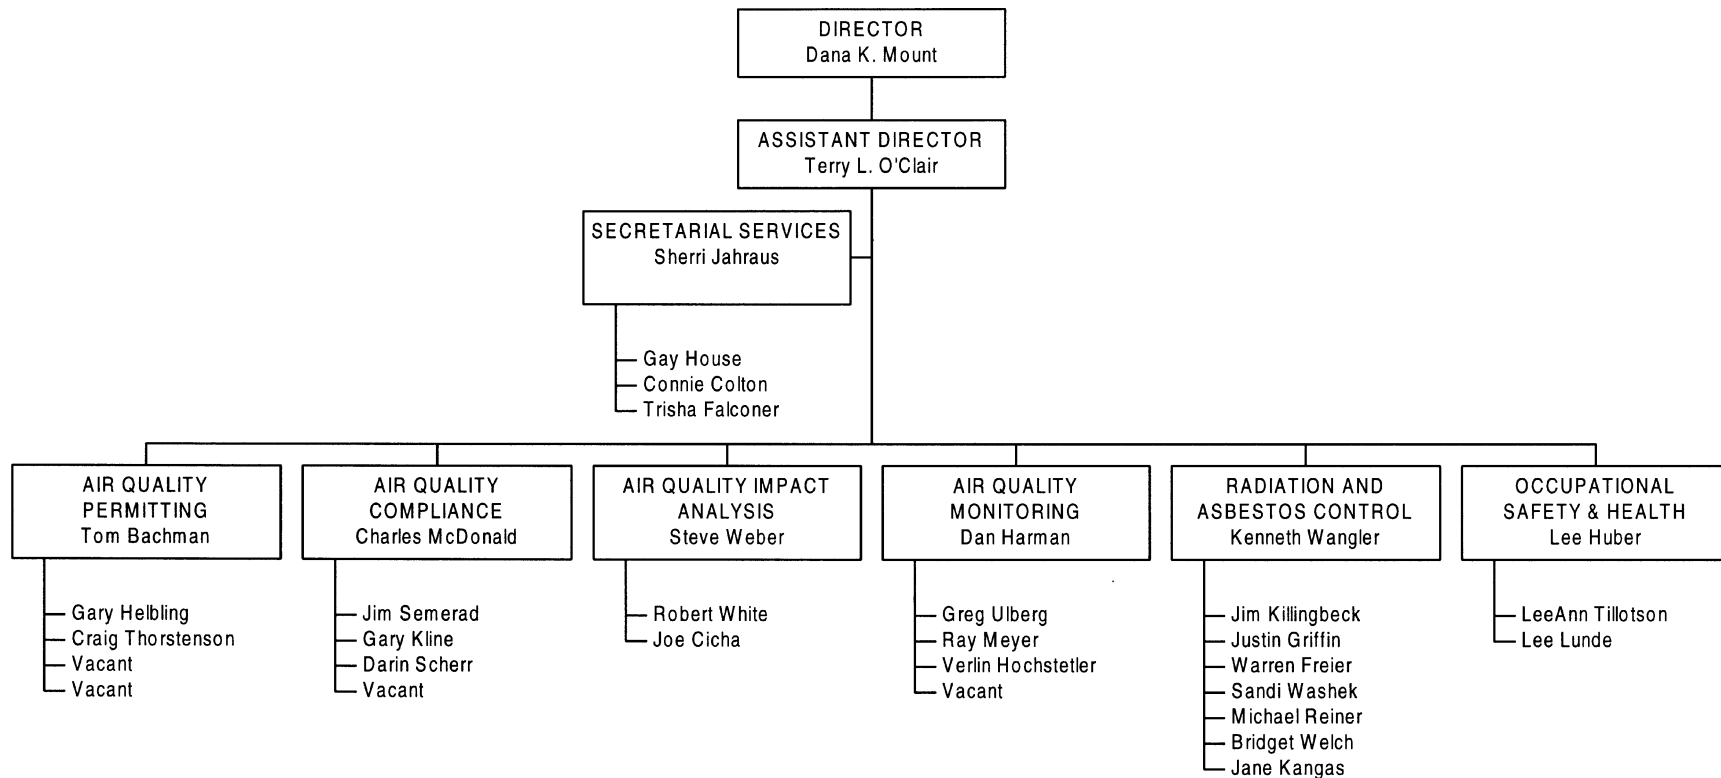 DIRECTOR
Dana K. Mount
ASSISTANT DIRECTOR
Terry L. O'Clair
SECRETARIAL SERVICES
Sherri Jahraus
Gay House
Connie Colton
Trisha Falconer
AIR QUALITY
PERMITTING
Tom Bachman
Gary Helbling
Craig Thorstenson
Vacant
Vacant
AIR QUALITY
COMPLIANCE
Charles McDonald
Jim Semerad
Gary Kline
Darin Scherr
Vacant
AIR QUALITY IMPACT
ANALYSIS
Steve Weber
Robert White
Joe Cicha
AIR QUALITY
MONITORING
Dan Harman
Greg Ulberg
Ray Meyer
Verlin Hochstetler
Vacant
RADIATION AND
ASBESTOS CONTROL
Kenneth Wangler
Jim Killingbeck
Justin Griffin
Warren Freier
Sandi Washek
Michael Reiner
Bridget Welch
Jane Kangas
OCCUPATIONAL
SAFETY & HEALTH
Lee Huber
LeeAnn Tillotson
Lee Lunde